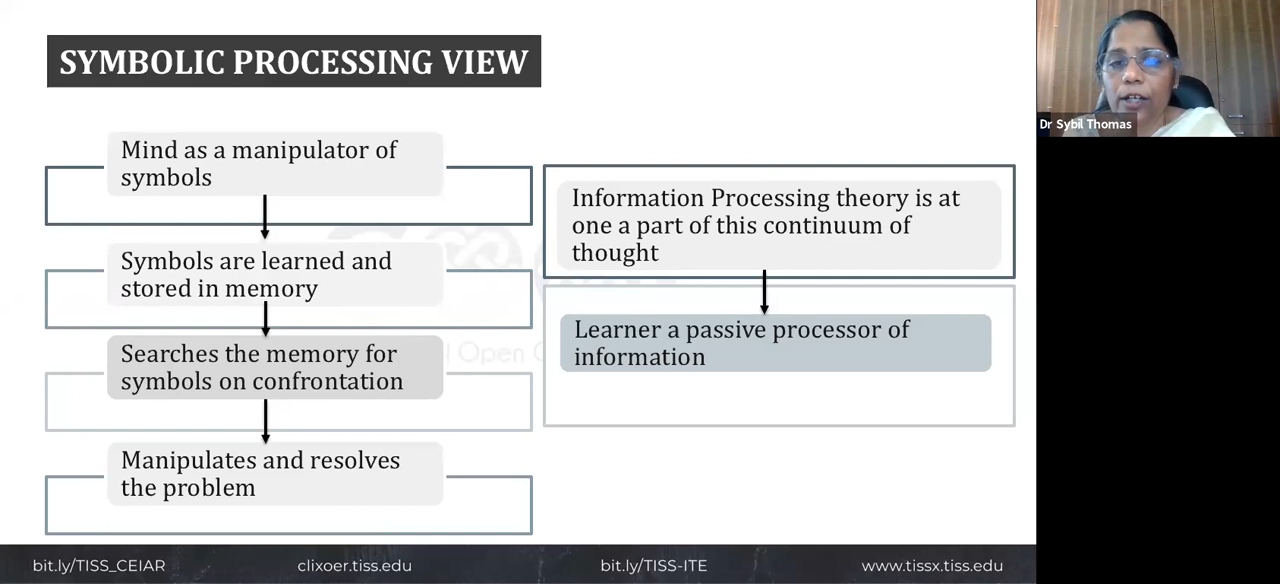 SYMBOLIC PROCESSING VIEW
Mind as a manipulator of
symbols
Symbols are learned and
stored in memory
Searches the memory for
symbols on confrontation
Manipulates and resolves
the problem
Information Processing theory is at
one a part of this continuum of
thought
Learner a passive processor of
information
Dr Sybil Thomas
bit.ly/TISS_CEIAR
clixoer.tiss.edu
bit.ly/TISS-ITE
www.tissx.tiss.edu